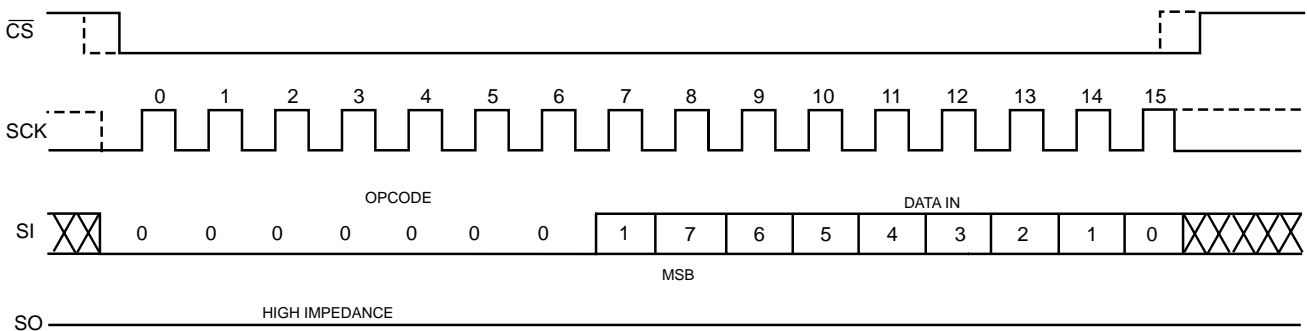 CS
0 1 2 3 4 5 6 7 8 9 10 11 12 13 14 15
SCK
OPCODE DATA IN
SI 0 0 0 0 0 0 0 1 7 6 5 4 3 2 1 0
MSB
HIGH IMPEDANCE
SO